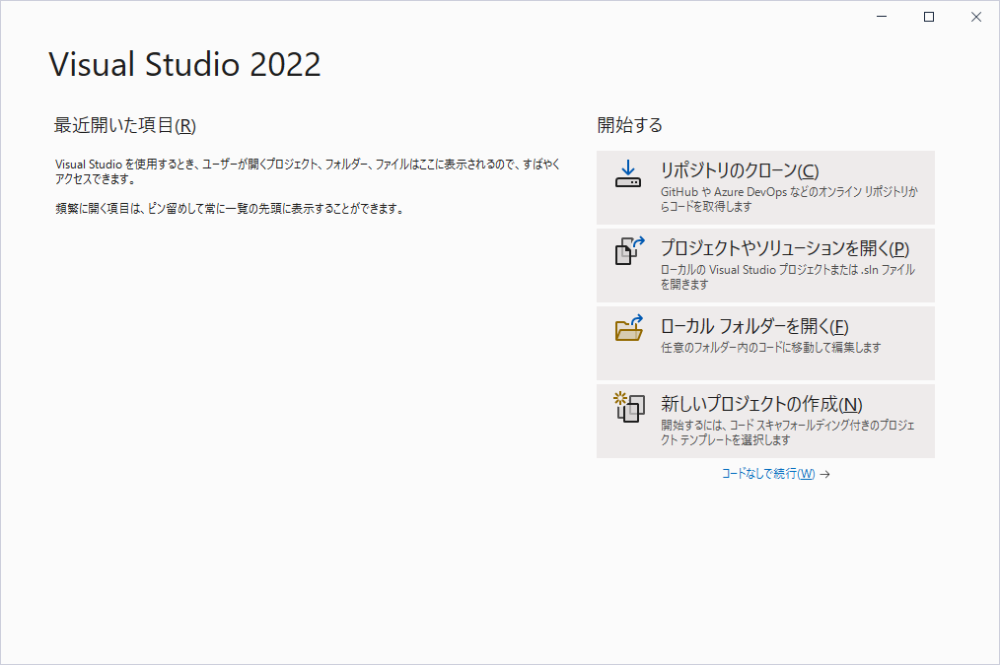 Visual Studio 2022
最近開いた項目(R)
Visual Studio を使用するとき、ユーザーが開くプロジェクト、フォルダー、ファイルはここに表示されるので、すばやく
アクセスできます。
頻繁に開く項目は、ピン留めして常に一覧の先頭に表示することができます。
開始する
リポジトリのクローン(C)
GitHub や Azure DevOps などのオンライン リポジトリか
らコードを取得します
プロジェクトやソリューションを開く(P)
ローカルの Visual Studio プロジェクトまたは .sln ファイル
を開きます
ローカル フォルダーを開く(F)
任意のフォルダー内のコードに移動して編集します
新しいプロジェクトの作成(N)
開始するには、コード スキャフォールディング付きのプロジェ
クト テンプレートを選択します
コードなしで続行(W) →